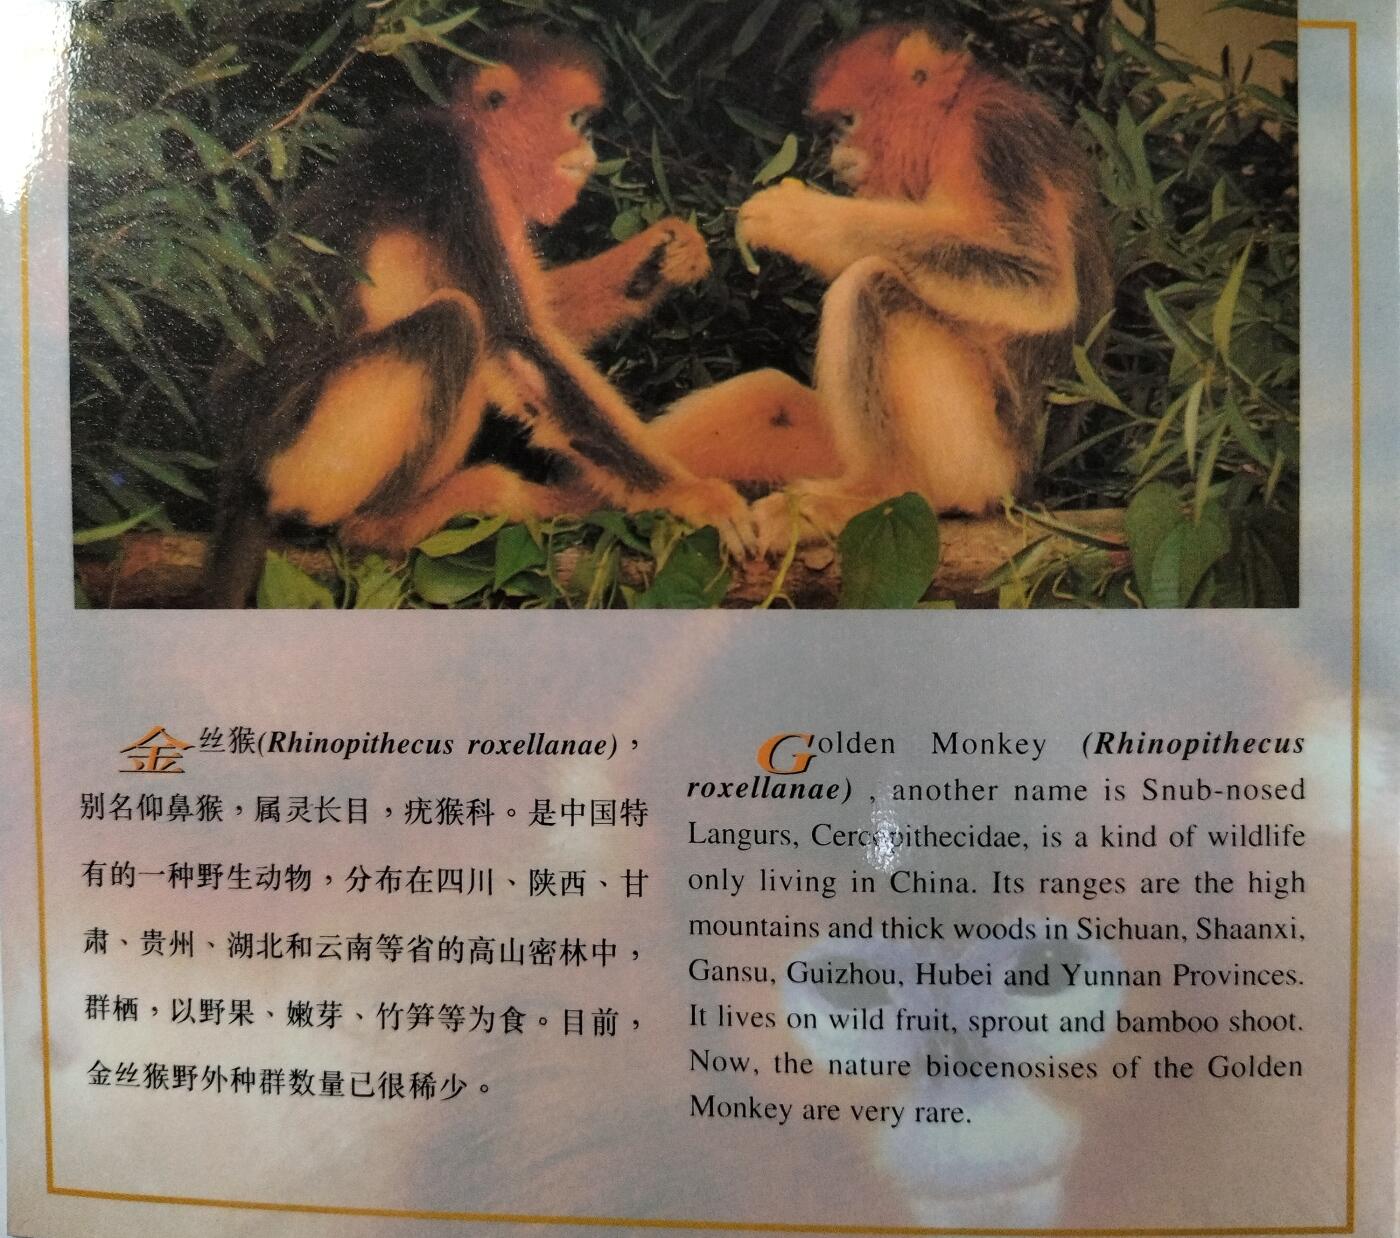 金丝猴(Rhinopithecus roxellanae)，
别名仰鼻猴，属灵长目，疣猴科。是中国特
有的一种野生动物，分布在四川、陕西、甘
肃、贵州、湖北和云南等省的高山密林中，
群栖，以野果、嫩芽、竹笋等为食。目前，
金丝猴野外种群数量已很稀少。
Golden Monkey (Rhinopithecus
roxellanae) , another name is Snub-nosed
Langurs, Cercopithecidae, is a kind of wildlife
only living in China. Its ranges are the high
mountains and thick woods in Sichuan, Shaanxi,
Gansu, Guizhou, Hubei and Yunnan Provinces.
It lives on wild fruit, sprout and bamboo shoot.
Now, the nature biocenosises of the Golden
Monkey are very rare.